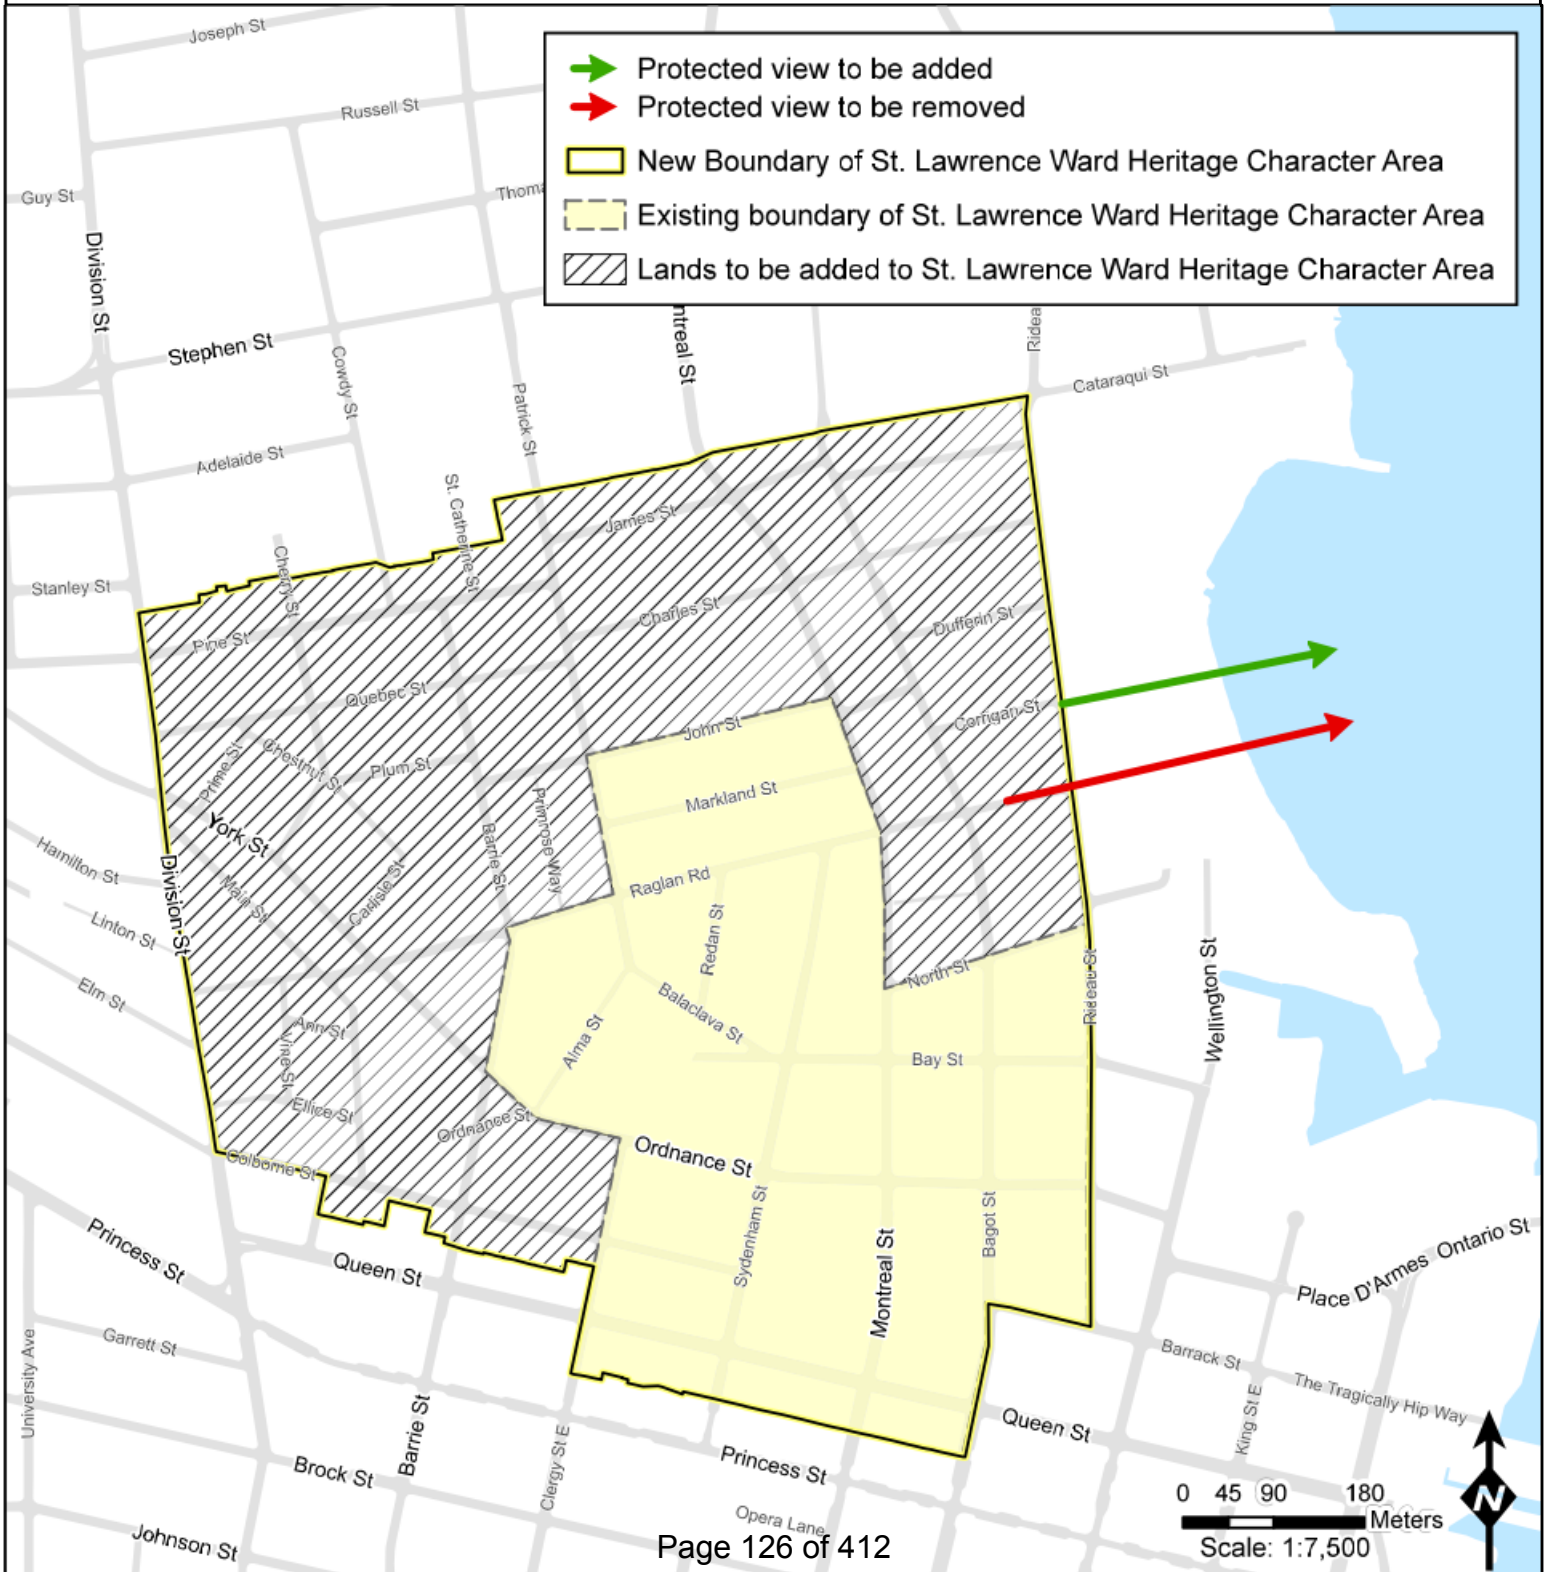 Joseph St
Russell St
Guy St
Thoma
Protected view to be added
Protected view to be removed
New Boundary of St. Lawrence Ward Heritage Character Area
Existing boundary of St. Lawrence Ward Heritage Character Area
Lands to be added to St. Lawrence Ward Heritage Character Area
Division St
Stephen St
Cowdy St
Patrick St
ntreal St
Ridea
Cataraqui St
Adelaide St
St. Catherine St
James St
Cherry St
Stanley St
Pine St
Charles St
Dufferin St
Quebec St
Corrigan St
John St
Prime St
Chestnut St
Plum St
Markland St
Primrose Way
York St
Barrie St
Hamilton St
Main St
Carlisle St
Raglan Rd
Division St
Linton St
Redan St
North St
Elm St
Balaclava St
Rideau St
Wellington St
Ann St
Vine St
Alma St
Bay St
Ellice St
Ordnance St
Ordnance St
Colborne St
Sydenham St
Bagot St
Montreal St
Princess St
Queen St
Place D'Armes
Ontario St
Garrett St
University Ave
Barrack St
The Tragically Hip Way
King St E
Queen St
Barrie St
Clergy St E
Brock St
Princess St
Opera Lane
Johnson St
0 45 90 180
Meters
Scale: 1:7,500
N
Page 126 of 412